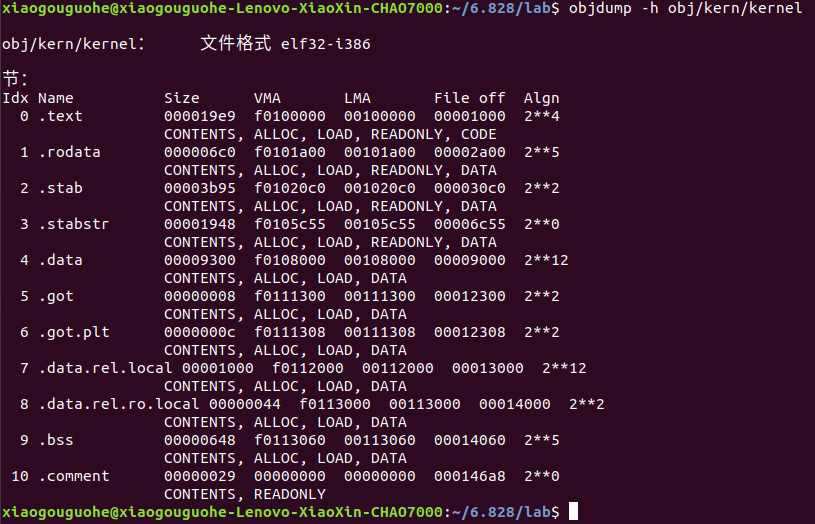 xiaogouguohe@xiaogouguohe-Lenovo-XiaoXin-CHAO7000:~/6.828/lab$ objdump -h obj/kern/kernel
obj/kern/kernel： 文件格式 elf32-i386
节：
Idx Name Size VMA LMA File off Algn
0 .text 000019e9 f0100000 00100000 00001000 2**4
CONTENTS, ALLOC, LOAD, READONLY, CODE
1 .rodata 000006c0 f0101a00 00101a00 00002a00 2**5
CONTENTS, ALLOC, LOAD, READONLY, DATA
2 .stab 00003b95 f01020c0 001020c0 000030c0 2**2
CONTENTS, ALLOC, LOAD, READONLY, DATA
3 .stabstr 00001948 f0105c55 00105c55 00006c55 2**0
CONTENTS, ALLOC, LOAD, READONLY, DATA
4 .data 00009300 f0108000 00108000 00009000 2**12
CONTENTS, ALLOC, LOAD, DATA
5 .got 00000008 f0111300 00111300 00012300 2**2
CONTENTS, ALLOC, LOAD, DATA
6 .got.plt 0000000c f0111308 00111308 00012308 2**2
CONTENTS, ALLOC, LOAD, DATA
7 .data.rel.local 00001000 f0112000 00112000 00013000 2**12
CONTENTS, ALLOC, LOAD, DATA
8 .data.rel.ro.local 00000044 f0113000 00113000 00014000 2**2
CONTENTS, ALLOC, LOAD, DATA
9 .bss 00000648 f0113060 00113060 00014060 2**5
CONTENTS, ALLOC, LOAD, DATA
10 .comment 00000029 00000000 00000000 000146a8 2**0
CONTENTS, READONLY
xiaogouguohe@xiaogouguohe-Lenovo-XiaoXin-CHAO7000:~/6.828/lab$